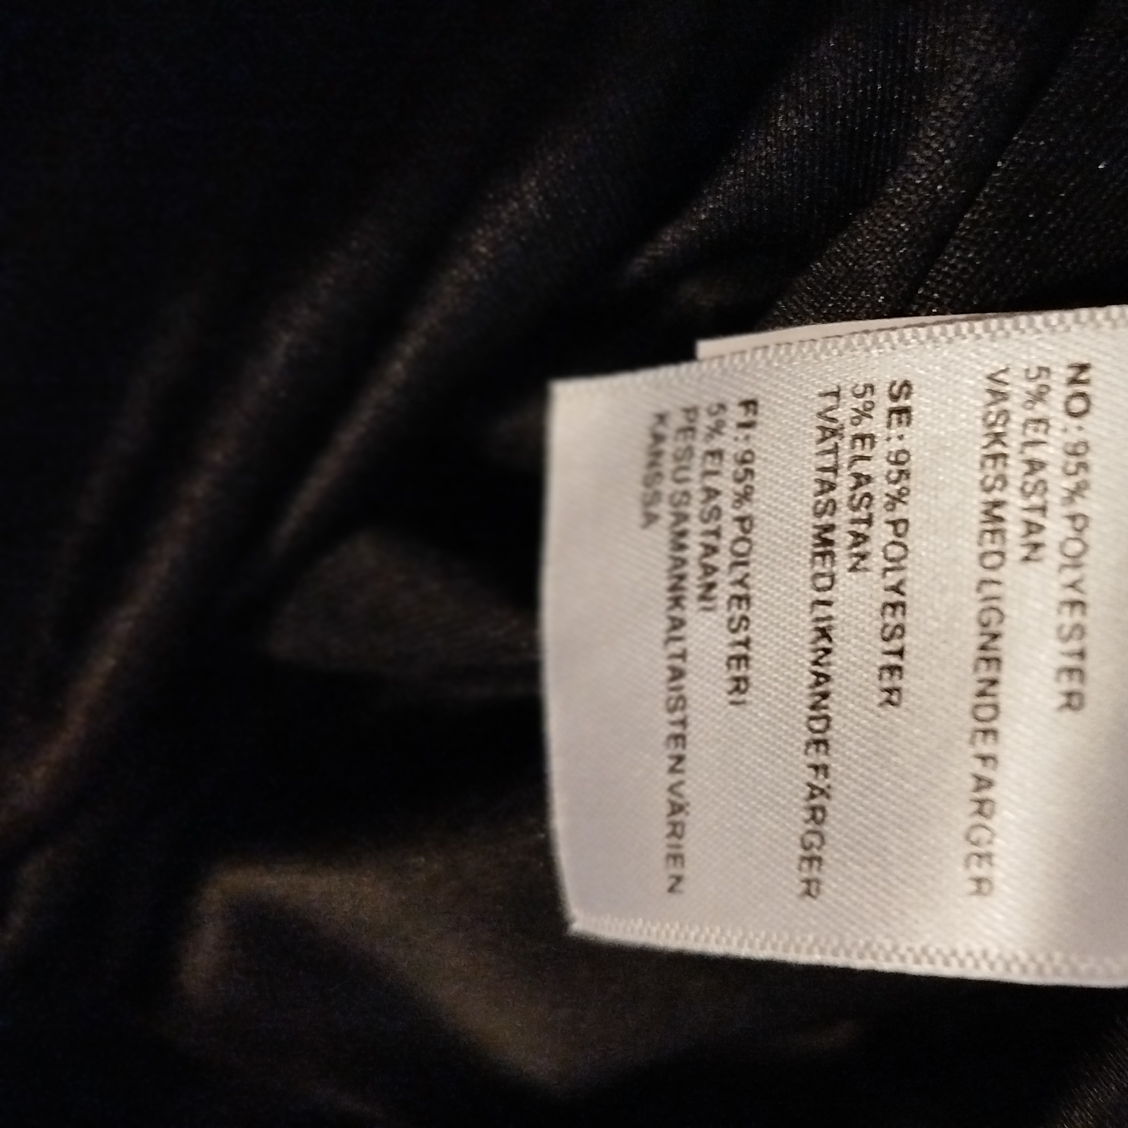 NO: 95% POLYESTER
5% ELASTAN
VASKES MED LIGNENDE FARGER
SE: 95% POLYESTER
5% ELASTAN
TVÄTTAS MED LIKNANDE FÄRGER
FI: 95% POLYESTERI
5% ELASTAANI
PESU SAMANKALTAISTEN VÄRIEN
KANSSA